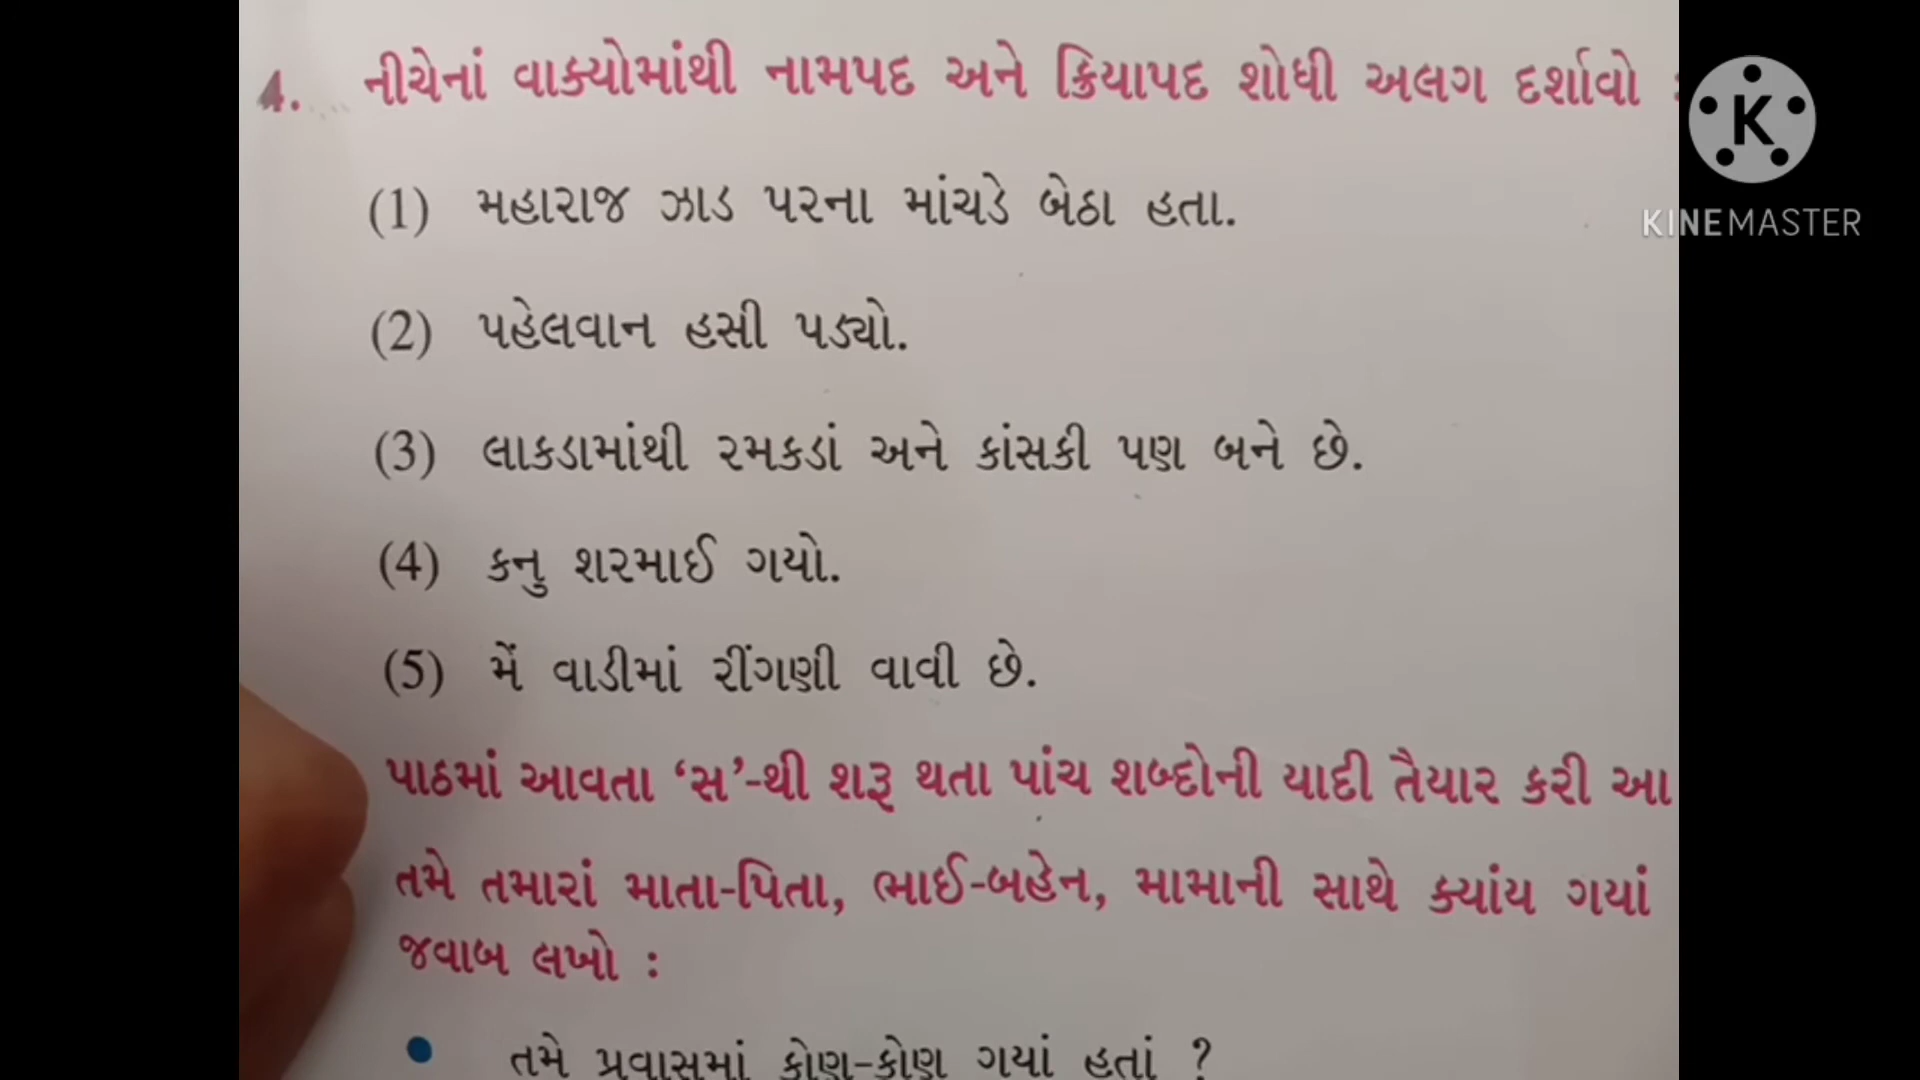 4. નીચેનાં વાક્યોમાંથી નામપદ અને ક્રિયાપદ શોધી અલગ દર્શાવો :
K
KINEMASTER
(1) મહારાજ ઝાડ પરના માંચડે બેઠા હતા.
(2) પહેલવાન હસી પડ્યો.
(3) લાકડામાંથી રમકડાં અને કાંસકી પણ બને છે.
(4) કનુ શરમાઈ ગયો.
(5) મેં વાડીમાં રીંગણી વાવી છે.
પાઠમાં આવતા ‘સ’-થી શરૂ થતા પાંચ શબ્દોની યાદી તૈયાર કરી આ
તમે તમારાં માતા-પિતા, ભાઈ-બહેન, મામાની સાથે ક્યાંય ગયાં
જવાબ લખો :
• તમે પ્રવાસમાં કોણ-કોણ ગયાં હતાં ?